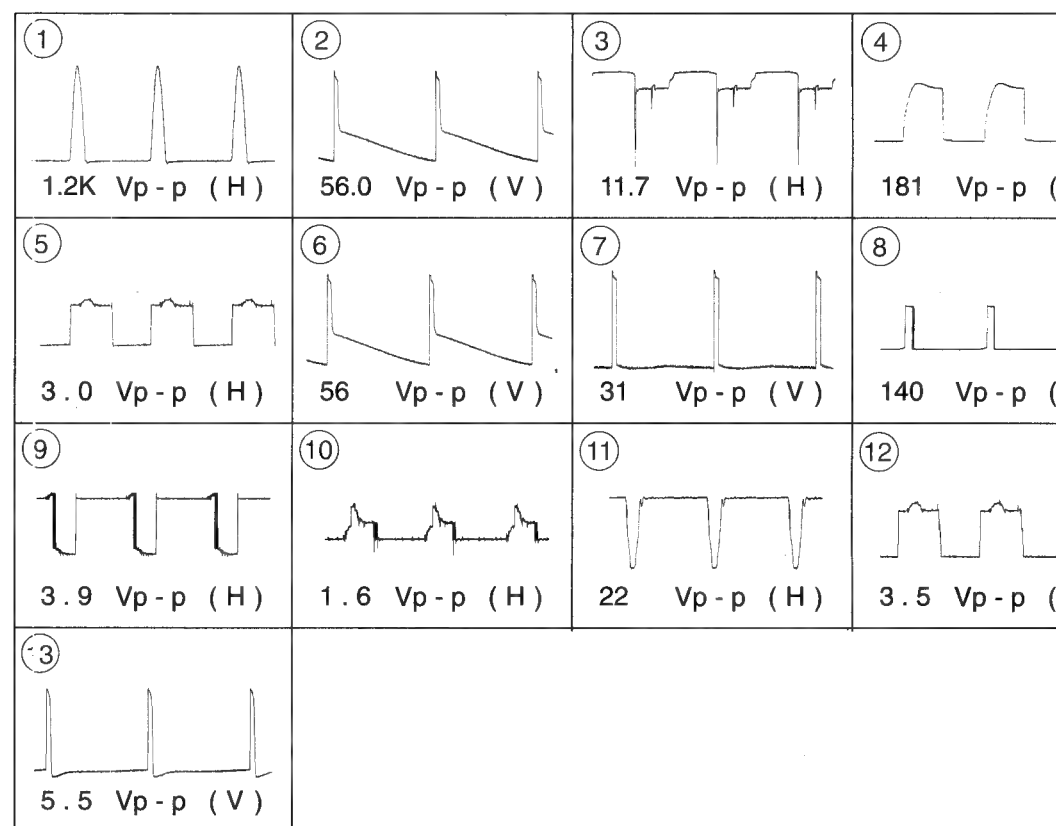 ① ② ③ ④
1.2K Vp-p (H) 56.0 Vp-p (V) 11.7 Vp-p (H) 181 Vp-p (
⑤ ⑥ ⑦ ⑧
3.0 Vp-p (H) 56 Vp-p (V) 31 Vp-p (V) 140 Vp-p (
⑨ ⑩ ⑪ ⑫
3.9 Vp-p (H) 1.6 Vp-p (H) 22 Vp-p (H) 3.5 Vp-p (
⑬
5.5 Vp-p (V)